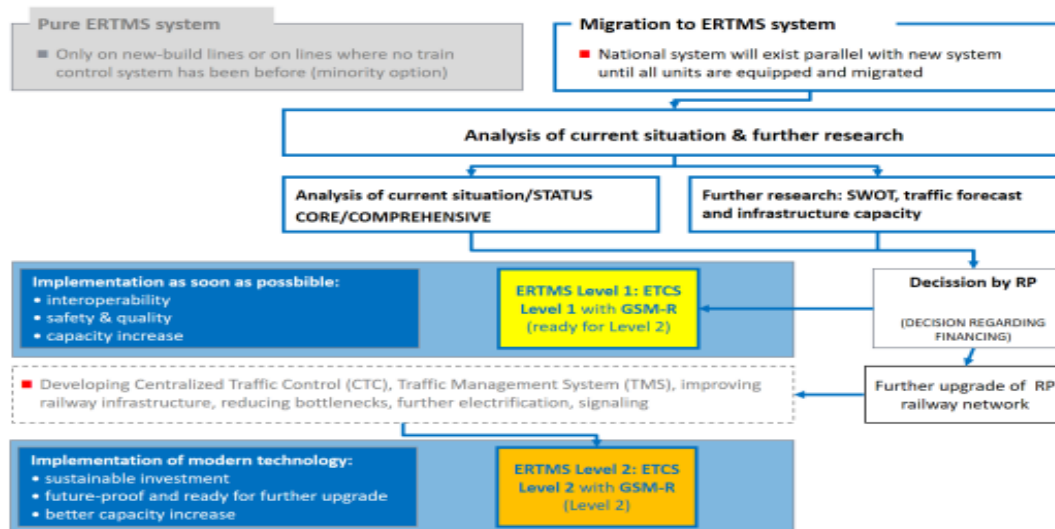 Pure ERTMS system
■ Only on new-build lines or on lines where no train
control system has been before (minority option)
Migration to ERTMS system
■ National system will exist parallel with new system
until all units are equipped and migrated
Analysis of current situation & further research
Analysis of current situation/STATUS
CORE/COMPREHENSIVE
Further research: SWOT, traffic forecast
and infrastructure capacity
Implementation as soon as possbible:
• interoperability
• safety & quality
• capacity increase
ERTMS Level 1: ETCS
Level 1 with GSM-R
(ready for Level 2)
Decission by RP
(DECISION REGARDING
FINANCING)
■ Developing Centralized Traffic Control (CTC), Traffic Management System (TMS), improving
railway infrastructure, reducing bottlenecks, further electrification, signaling
Further upgrade of RP
railway network
Implementation of modern technology:
• sustainable investment
• future-proof and ready for further upgrade
• better capacity increase
ERTMS Level 2: ETCS
Level 2 with GSM-R
(Level 2)